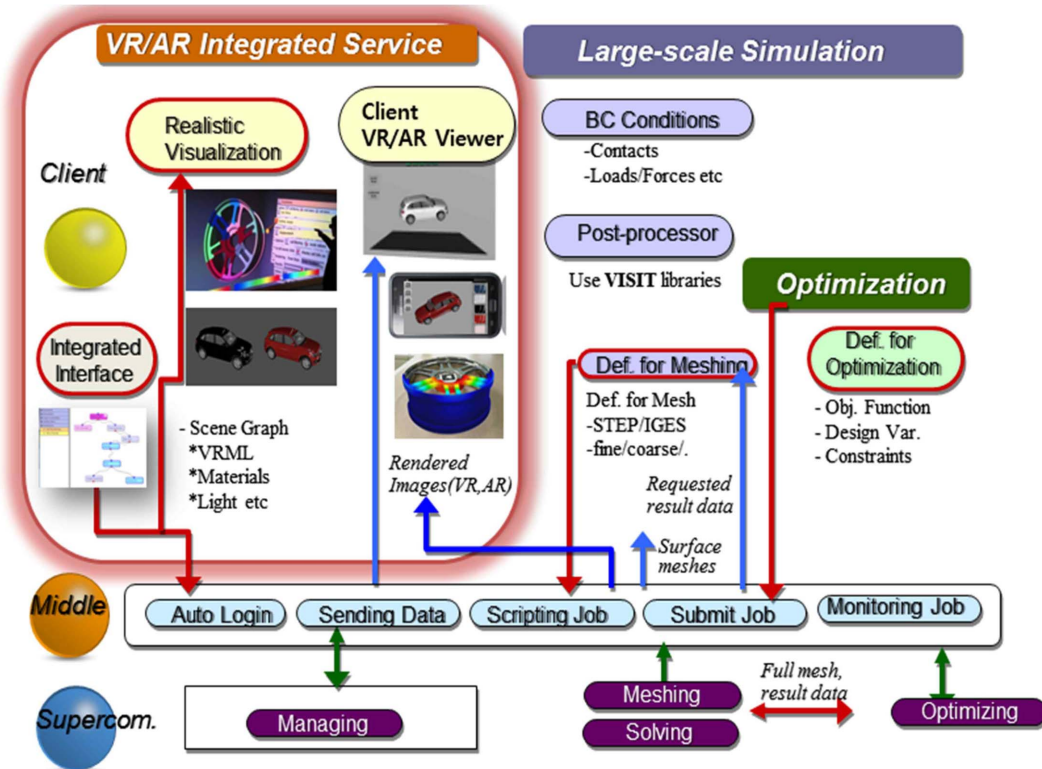 VR/AR Integrated Service
Large-scale Simulation
Client
Realistic
Visualization
Client
VR/AR Viewer
BC Conditions
-Contacts
-Loads/Forces etc
Post-processor
Use VISIT libraries
Optimization
Integrated
Interface
- Scene Graph
*VRML
*Materials
*Light etc
Rendered
Images(VR,AR)
Def. for Meshing
Def. for Mesh
-STEP/IGES
-fine/coarse/.
Def. for
Optimization
- Obj. Function
- Design Var.
- Constraints
Requested
result data
Surface
meshes
Middle
Auto Login
Sending Data
Scripting Job
Submit Job
Monitoring Job
Supercom.
Managing
Meshing
Solving
Full mesh,
result data
Optimizing